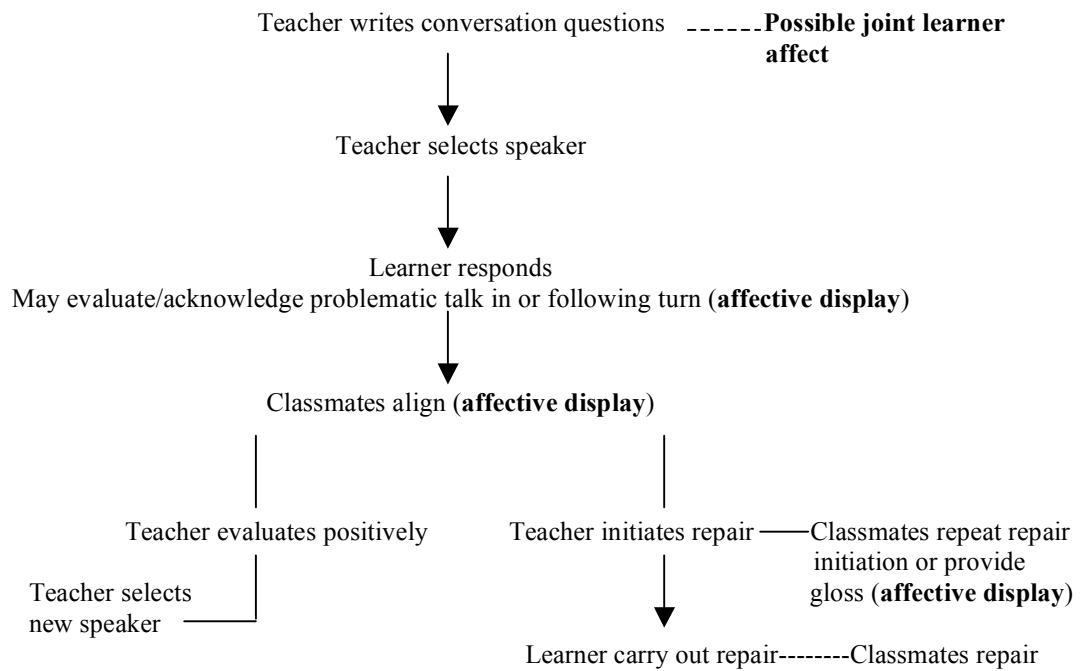 Teacher writes conversation questions
Possible joint learner
affect
Teacher selects speaker
Learner responds
May evaluate/acknowledge problematic talk in or following turn (affective display)
Classmates align (affective display)
Teacher evaluates positively
Teacher initiates repair
Classmates repeat repair
initiation or provide
gloss (affective display)
Teacher selects
new speaker
Learner carry out repair--------Classmates repair